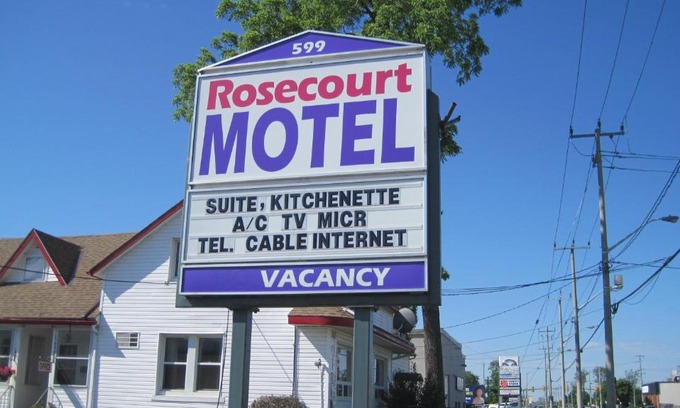 599
Rosecourt
MOTEL
SUITE, KITCHENETTE
A/C TV MICR
TEL. CABLE INTERNET
VACANCY